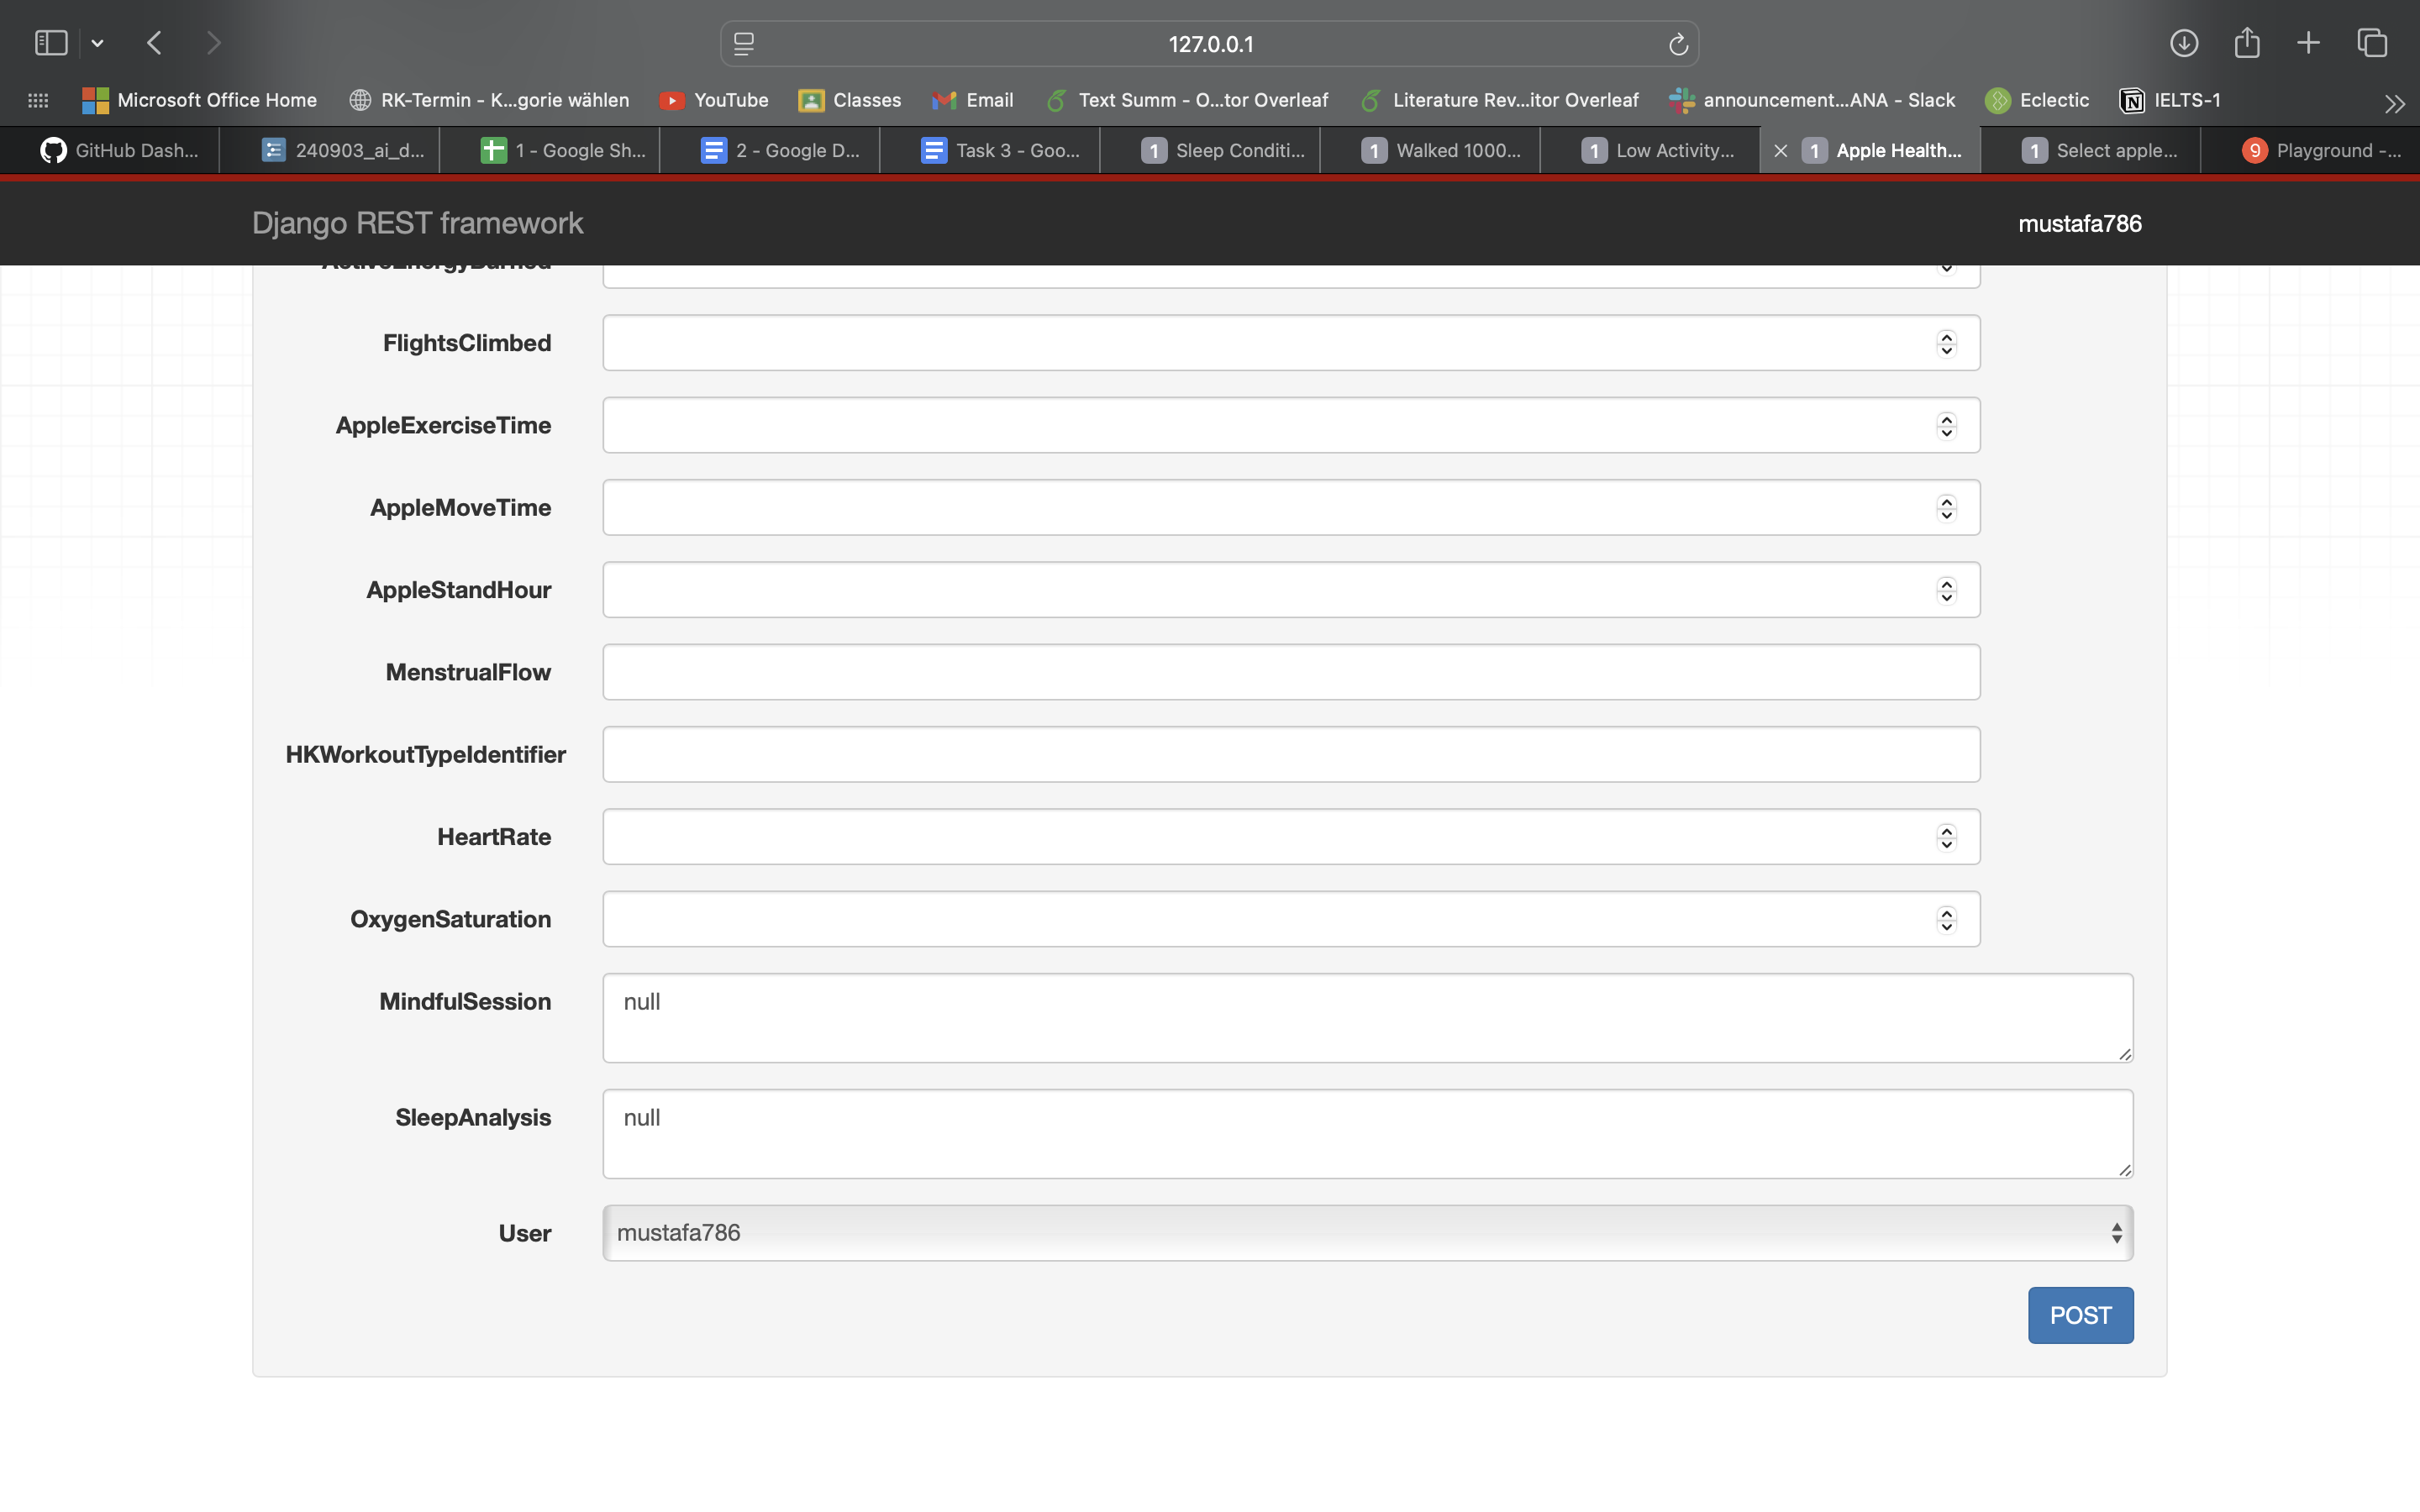 127.0.0.1
Microsoft Office Home RK-Termin - K...gorie wählen YouTube Classes Email Text Summ - O...tor Overleaf Literature Rev...itor Overleaf announcement...ANA - Slack Eclectic IELTS-1
GitHub Dash... 240903_ai_d... 1 - Google Sh... 2 - Google D... Task 3 - Goo... 1 Sleep Conditi... 1 Walked 1000... 1 Low Activity... 1 Apple Health... 1 Select apple... 9 Playground -...
Django REST framework mustafa786
ActiveEnergyBurned
FlightsClimbed
AppleExerciseTime
AppleMoveTime
AppleStandHour
MenstrualFlow
HKWorkoutTypeIdentifier
HeartRate
OxygenSaturation
MindfulSession null
SleepAnalysis null
User mustafa786
POST